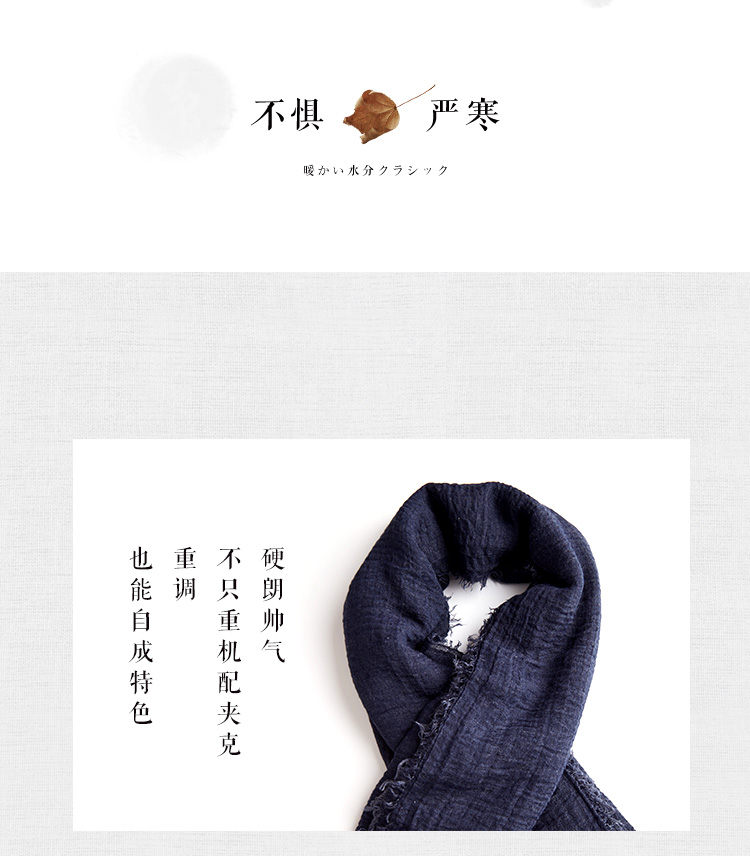 不惧 严寒
暖かい水分クラシック
硬朗帅气
不只重机配夹克
重调
也能自成特色